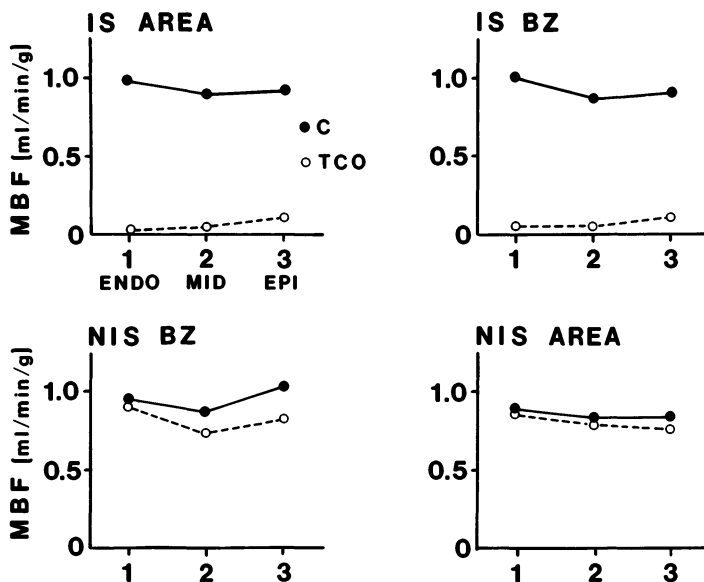 IS AREA
MBF (ml/min/g)
1.0
0.5
0
C
TCO
1 2 3
ENDO MID EPI
IS BZ
1.0
0.5
0
1 2 3
NIS BZ
MBF (ml/min/g)
1.0
0.5
0
1 2 3
NIS AREA
1.0
0.5
0
1 2 3